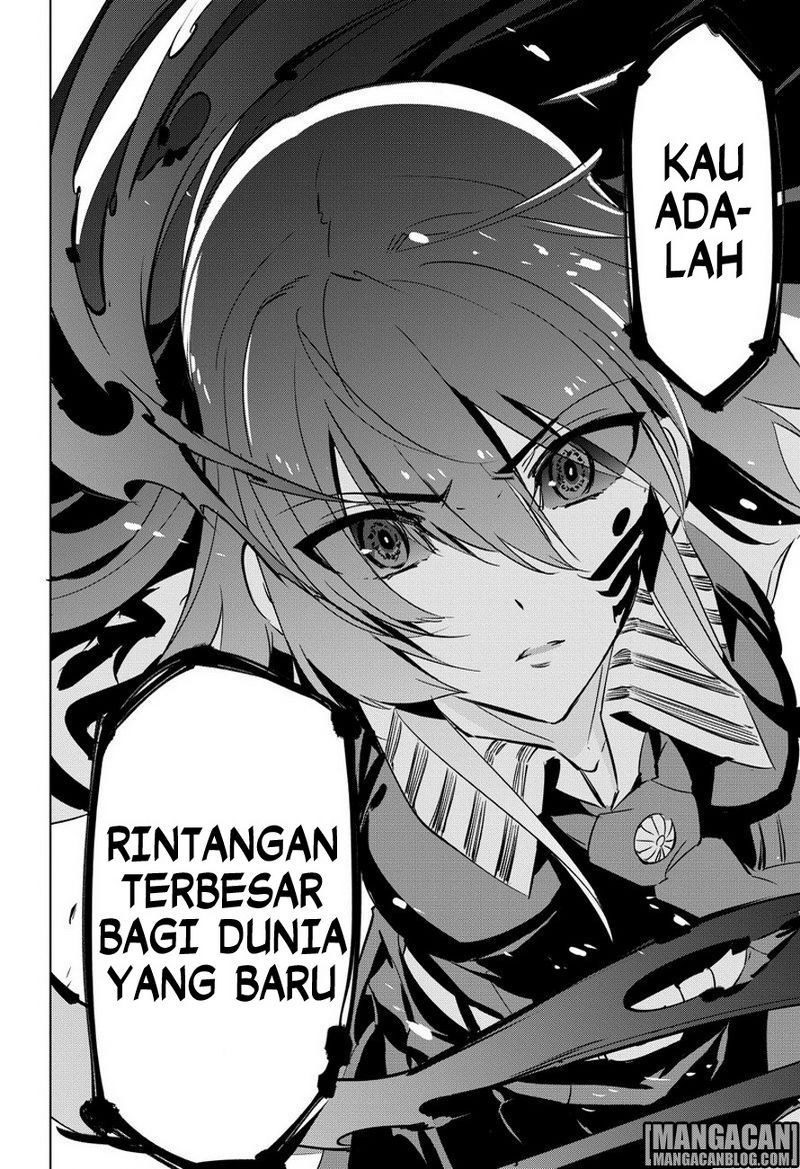 KAU
ADA-
LAH
RINTANGAN
TERBESAR
BAGI DUNIA
YANG BARU
[MANGACAN]
MANGACANBLOG.COM